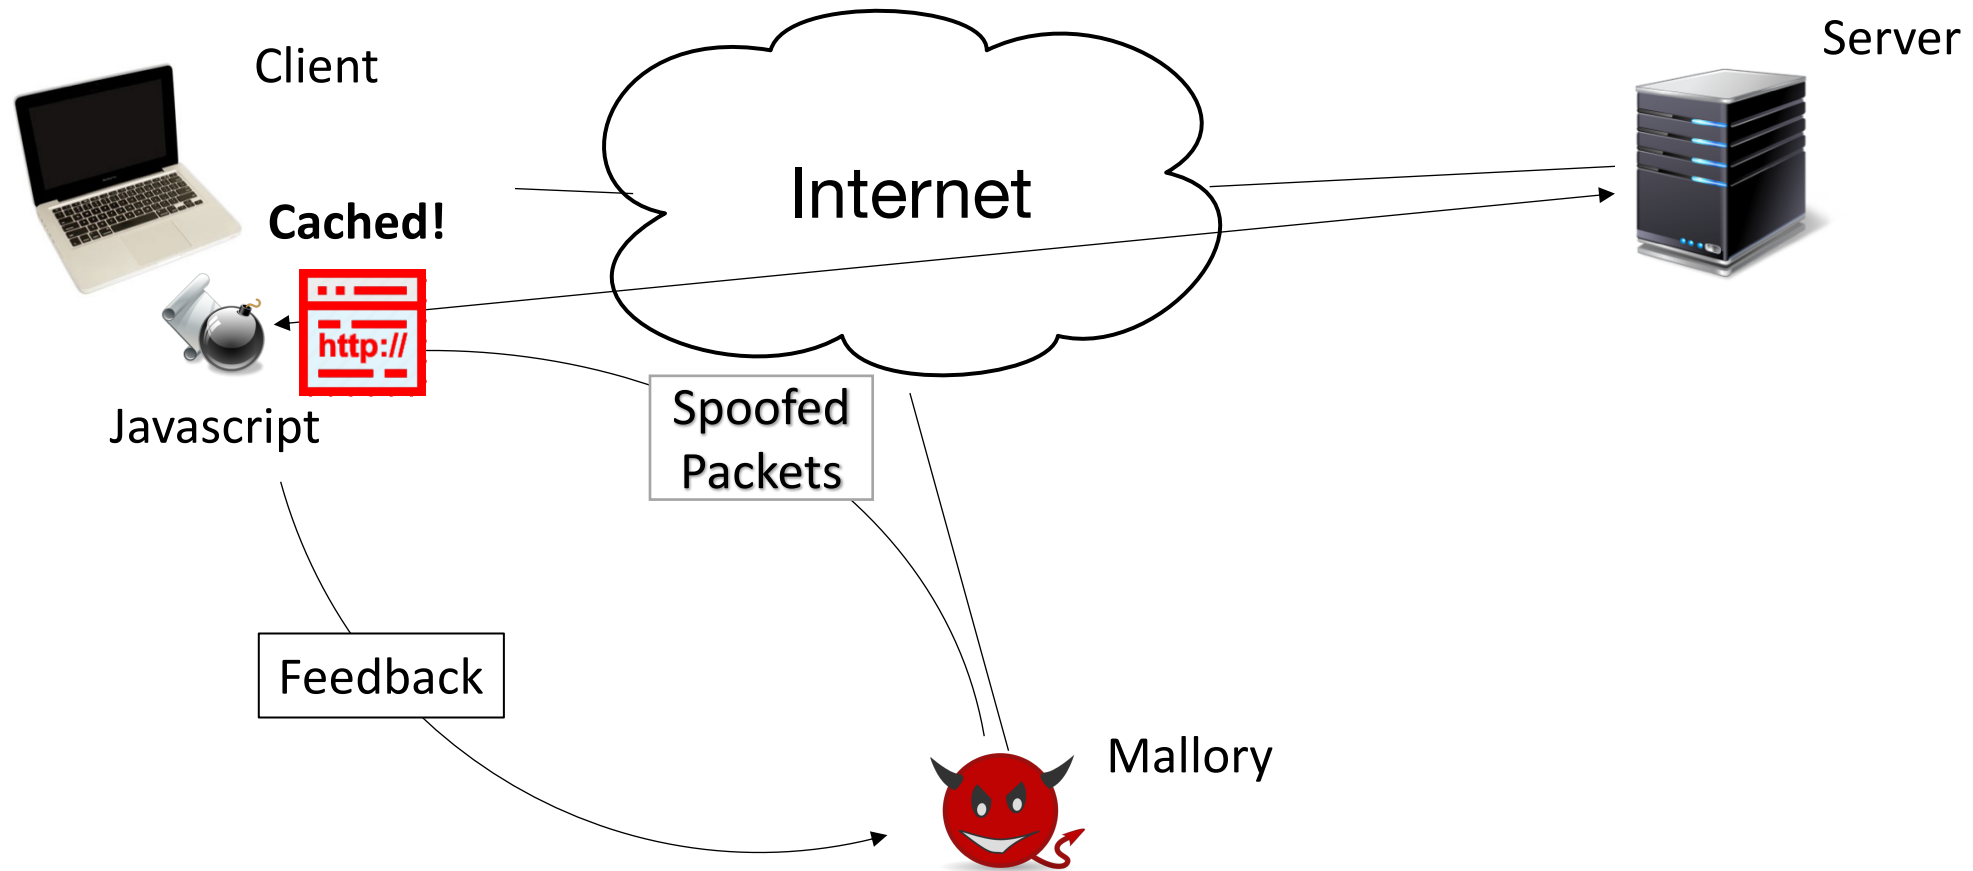 Client
Server
Internet
Cached!
http://
Javascript
Spoofed
Packets
Feedback
Mallory